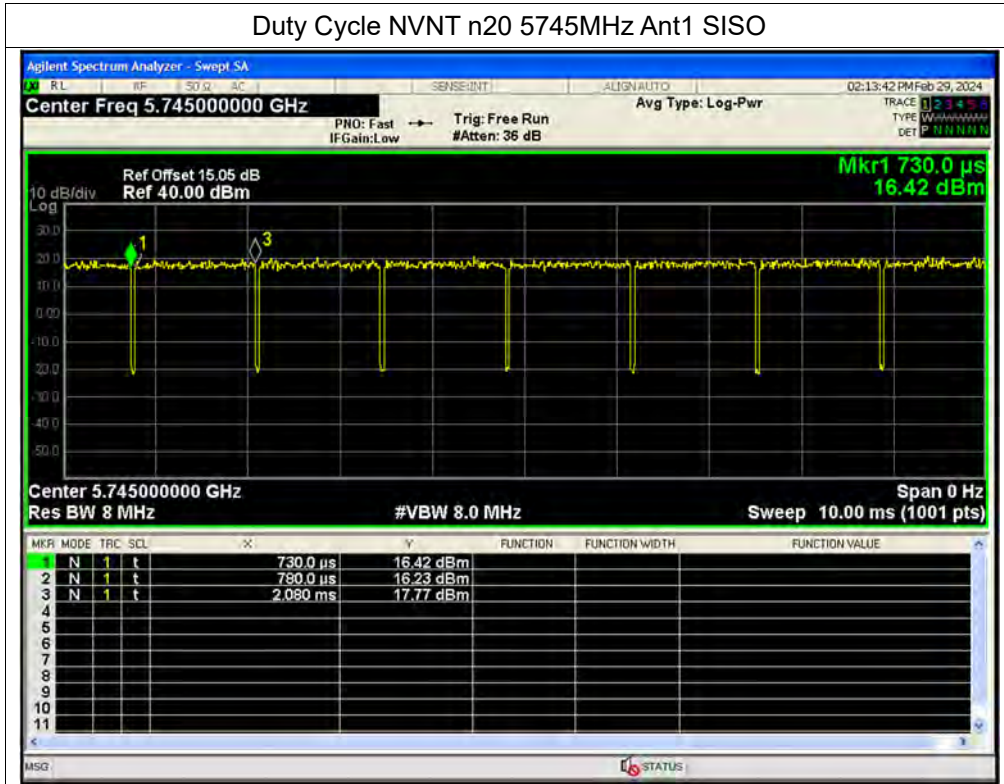 Duty Cycle NVNT n20 5745MHz Ant1 SISO
Agilent Spectrum Analyzer - Swept SA
LXI RL RF 50 Ω AC SENSE:INT ALIGN AUTO 02:13:42 PM Feb 29, 2024
Center Freq 5.745000000 GHz Avg Type: Log-Pwr TRACE 1 2 3 4 5 6
PNO: Fast Trig: Free Run TYPE W
IFGain:Low #Atten: 36 dB DET P N N N N N
Mkr1 730.0 µs
Ref Offset 15.05 dB
10 dB/div Ref 40.00 dBm 16.42 dBm
Log
30.0
1 3
20.0
10.0
0.00
-10.0
-20.0
-30.0
-40.0
-50.0
Center 5.745000000 GHz Span 0 Hz
Res BW 8 MHz #VBW 8.0 MHz Sweep 10.00 ms (1001 pts)
MKR MODE TRC SCL X Y FUNCTION FUNCTION WIDTH FUNCTION VALUE
1 N 1 t 730.0 µs 16.42 dBm
2 N 1 t 780.0 µs 16.23 dBm
3 N 1 t 2.080 ms 17.77 dBm
4
5
6
7
8
9
10
11
MSG STATUS